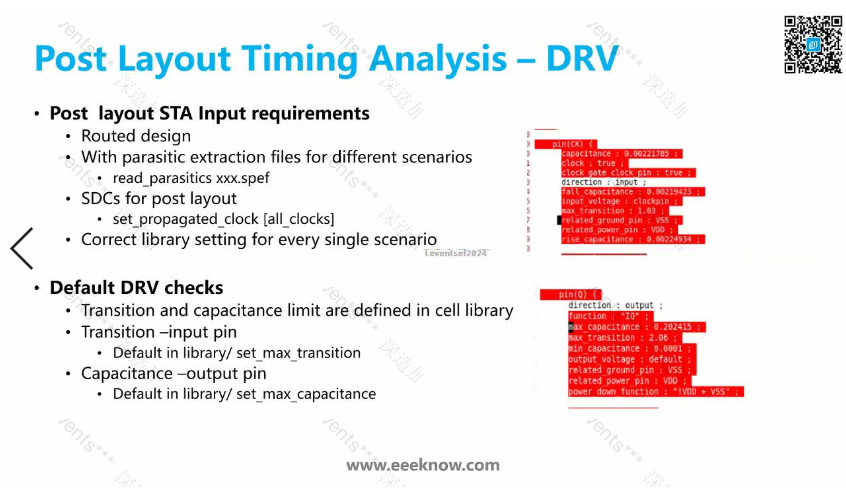 Post Layout Timing Analysis – DRV
• Post layout STA Input requirements
• Routed design
• With parasitic extraction files for different scenarios
• read_parasitics xxx.spef
• SDCs for post layout
• set_propagated_clock [all_clocks]
• Correct library setting for every single scenario
Leventsel2024
• Default DRV checks
• Transition and capacitance limit are defined in cell library
• Transition –input pin
• Default in library/ set_max_transition
• Capacitance –output pin
• Default in library/ set_max_capacitance
pin(CK) {
capacitance : 0.00221785 ;
clock : true ;
clock_gate_clock_pin : true ;
direction : input ;
fall_capacitance : 0.00219423 ;
input_voltage : clockpin ;
max_transition : 1.03 ;
related_ground_pin : VSS ;
related_power_pin : VDD ;
rise_capacitance : 0.00224934 ;
pin(Q) {
direction : output ;
function : "IQ" ;
max_capacitance : 0.202415 ;
max_transition : 2.06 ;
min_capacitance : 0.0001 ;
output_voltage : default ;
related_ground_pin : VSS ;
related_power_pin : VDD ;
power_down_function : "!VDD + VSS" ;
www.eeeknow.com